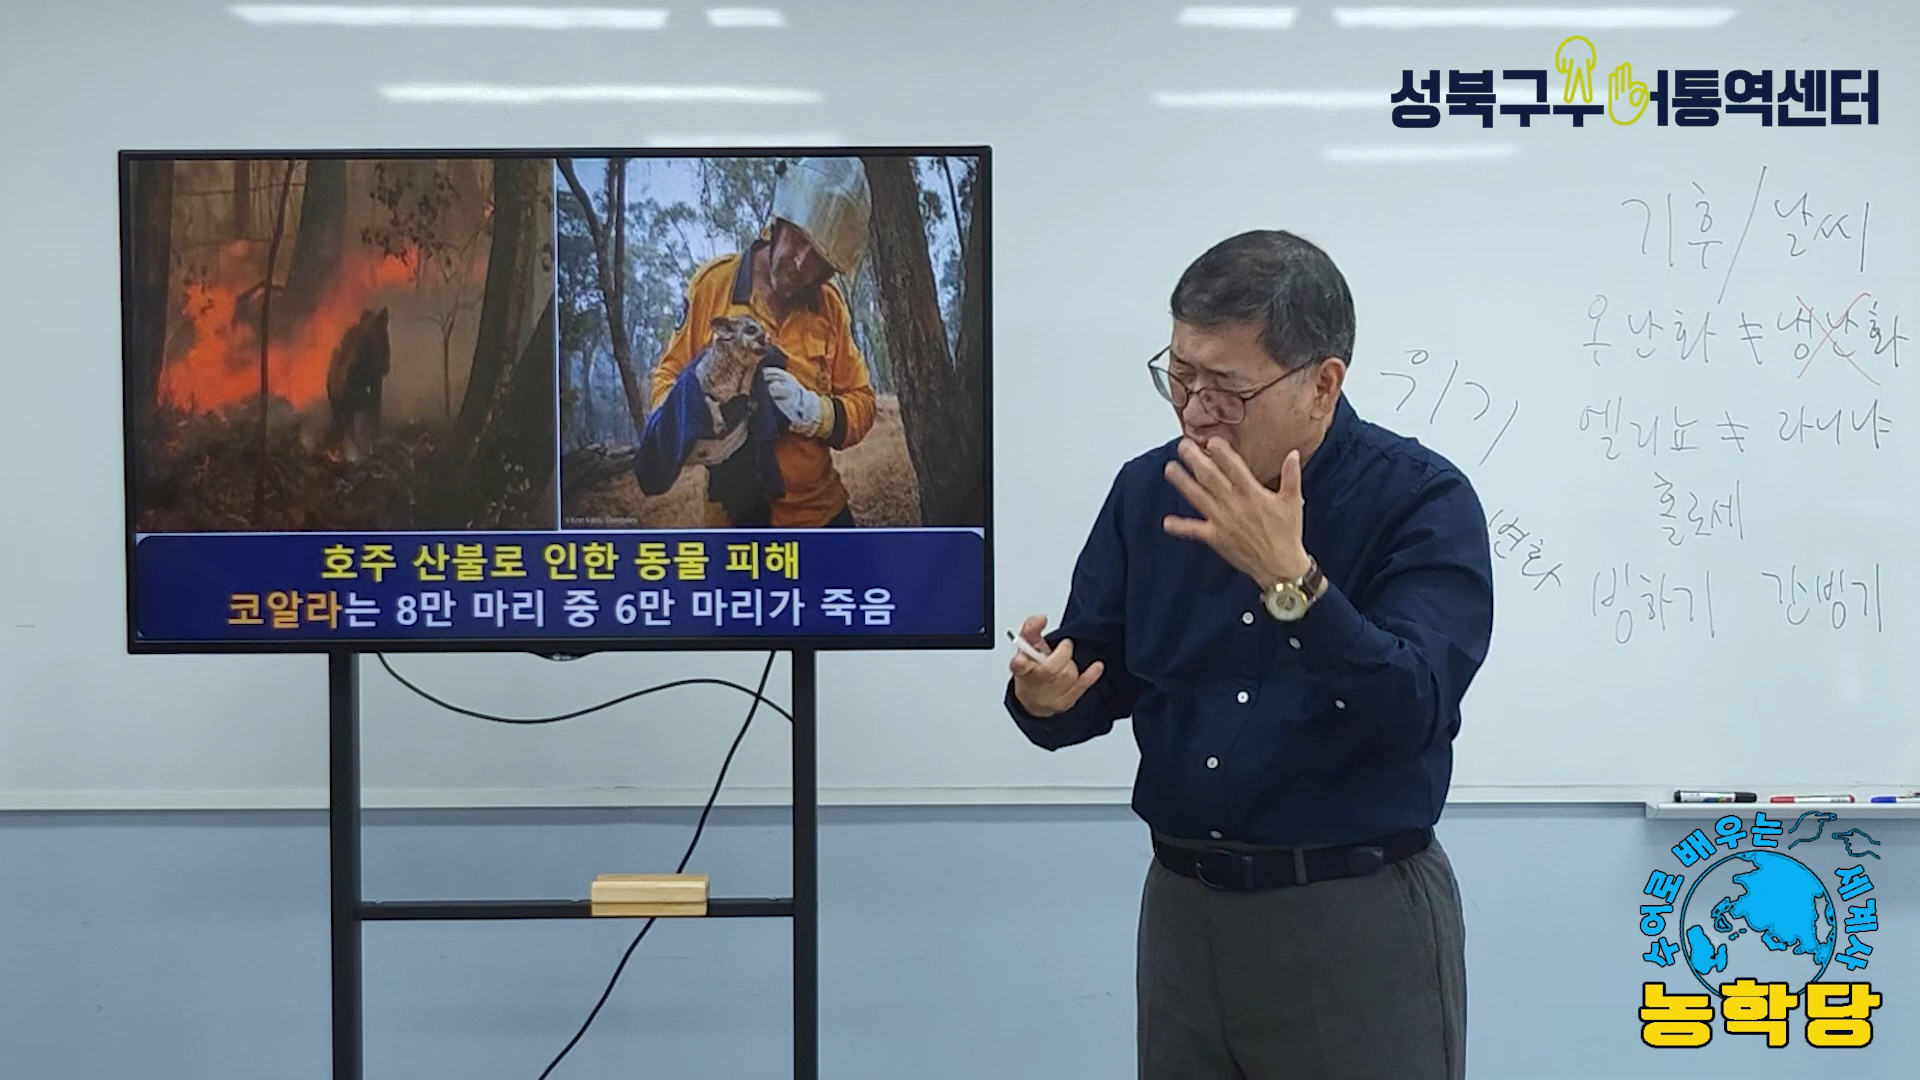 성북구수어통역센터
호주 산불로 인한 동물 피해
코알라는 8만 마리 중 6만 마리가 죽음
기후/날씨
온난화 ≠ 냉난화
엘리뇨 ≠ 라니냐
홀로세
빙하기 간빙기
수어로 배우는 세계사
농학당